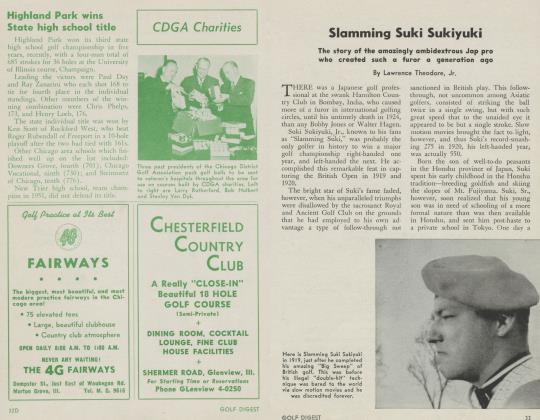 Highland Park wins
State high school title
Highland Park won its third state
high school golf championship in five
years, recently, with a four-man total of
685 strokes for 36 holes at the University
of Illinois course, Champaign.
Leading the victors were Paul Day
and Ray Zanarini who each shot 168 to
tie for fourth place in the individual
standings. Other members of the win-
ning combination were Chris Phelps,
173, and Henry Loeb, 176.
The state individual title was won by
Ken Scott of Rockford West, who beat
Roger Rubendall of Freeport in a 10-hole
playoff after the two had tied with 163.
Other Chicago area schools which fin-
ished well up on the list included:
Downers Grove, fourth (701); Chicago
Vocational, ninth (730); and Steinmetz
of Chicago, tenth
New Trier high school, team cham-
pion in 1951, did not defend its title.
CDGA Charities
Three past presidents of the Chicago District
Golf Association pack golf balls to be sent
to veteran's hospitals throughout the area for
use on courses built by CDGA charities. Left
to right are Larry Rutherford, Bob Hulbert
and Stanley Van Dyk.
Golf Practice at Its Best
4G
FAIRWAYS
The biggest, most beautiful, and most
modern practice fairways in the Chi-
cago area!
• 75 elevated tees
• Large, beautiful clubhouse
• Country club atmosphere
OPEN DAILY 8:00 A.M. TO 1:00 A.M.
NEVER ANY WAITING!
THE 4G FAIRWAYS
Dempster St., just East of Waukegan Rd.
Morton Grove, Ill. Tel. M. G. 9615
CHESTERFIELD
COUNTRY
CLUB
A Really "CLOSE-IN"
Beautiful 18 HOLE
GOLF COURSE
(Semi-Private)
+
DINING ROOM, COCKTAIL
LOUNGE, FINE CLUB
HOUSE FACILITIES
+
SHERMER ROAD, Glenview, Ill.
For Starting Time or Reservations
Phone GLenview 4-0250
32D
GOLF DIGEST
Slamming Suki Sukiyuki
The story of the amazingly ambidextrous Jap pro
who created such a furor a generation ago
By Lawrence Theodore, Jr.
THERE was a Japanese golf profes-
sional at the swank Hamilton Coun-
try Club in Bombay, India, who caused
more of a furor in international golfing
circles, until his untimely death in 1924,
than any Bobby Jones or Walter Hagen.
Suki Sukiyuki, Jr., known to his fans
as "Slamming Suki," was probably the
only golfer in history to win a major
golf championship right-handed one
year, and left-handed the next. He ac-
complished this remarkable feat in cap-
turing the British Open in 1919 and
1920.
The bright star of Suki's fame faded,
however, when his unparalleled triumphs
were disallowed by the sacrosanct Royal
and Ancient Golf Club on the grounds
that he had employed to his own ad-
vantage a type of follow-through not
sanctioned in British play. This follow-
through, not uncommon among Asiatic
golfers, consisted of striking the ball
twice in a single swing, but with such
great speed that to the unaided eye it
appeared to be but a single stroke. Slow
motion movies brought the fact to light,
however, and thus Suki's record-smash-
ing 275 in 1920, his left-handed year,
was actually 550.
Born the son of well-to-do peasants
in the Honshu province of Japan, Suki
spent his early childhood in the Honshu
tradition—breeding goldfish and skiing
the slopes of Mt. Fujiyama. Suki, Sr.,
however, soon realized that his young
son was in need of schooling of a more
formal nature than was then available
in Honshu, and sent him post-haste to
a private school in Tokyo. One day a
Here is Slamming Suki Sukiyuki
in 1919, just after he completed
his amazing "Big Sweep" of
British golf. This was before
his illegal "double-hit" tech-
nique was bared to the world
via slow motion movies and he
was discredited forever.
GOLF DIGEST
33